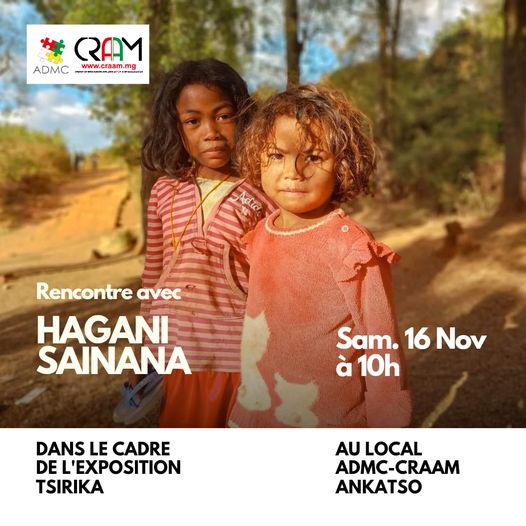 ADMC
CRAAM
www.craam.mg
Rencontre avec
HAGANI
SAINANA
Sam. 16 Nov
à 10h
DANS LE CADRE
DE L'EXPOSITION
TSIRIKA
AU LOCAL
ADMC-CRAAM
ANKATSO